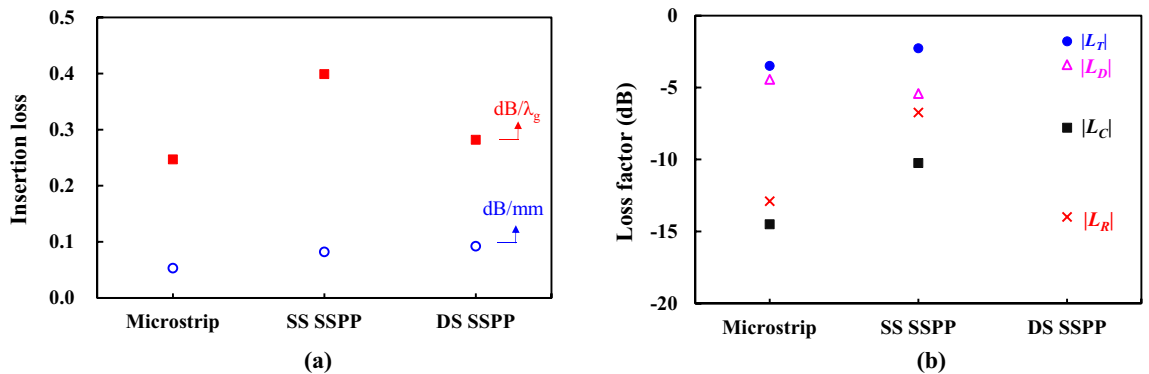 Insertion loss
0.5
0.4
0.3
0.2
0.1
0.0
dB/λg
dB/mm
Microstrip
SS SSPP
DS SSPP
(a)
Loss factor (dB)
0
-5
-10
-15
-20
|LT|
|LD|
|LC|
|LR|
Microstrip
SS SSPP
DS SSPP
(b)